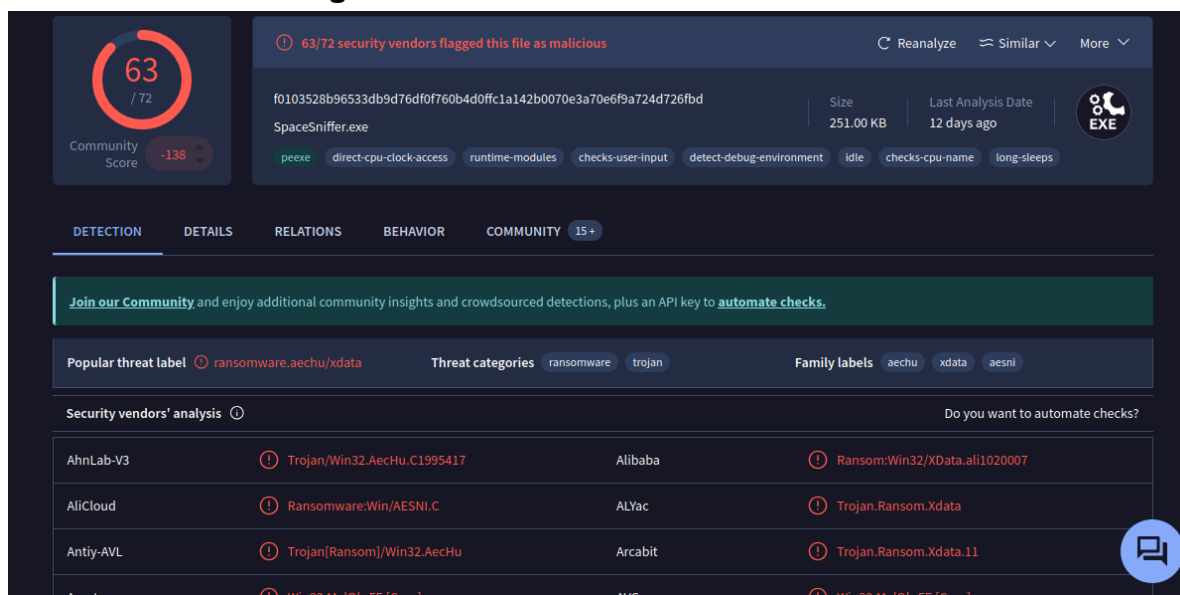 63
/ 72
Community
Score
-138
63/72 security vendors flagged this file as malicious
Reanalyze
Similar
More
f0103528b96533db9d76df0f760b4d0ffc1a142b0070e3a70e6f9a724d726fbd
SpaceSniffer.exe
Size
251.00 KB
Last Analysis Date
12 days ago
EXE
peexe direct-cpu-clock-access runtime-modules checks-user-input detect-debug-environment idle checks-cpu-name long-sleeps
DETECTION DETAILS RELATIONS BEHAVIOR COMMUNITY 15+
Join our Community and enjoy additional community insights and crowdsourced detections, plus an API key to automate checks.
Popular threat label ransomware.aechu/xdata Threat categories ransomware trojan Family labels aechu xdata aesni
Security vendors' analysis Do you want to automate checks?
AhnLab-V3 Trojan/Win32.AecHu.C1995417 Alibaba Ransom:Win32/XData.ali1020007
AliCloud Ransomware:Win/AESNI.C ALYac Trojan.Ransom.Xdata
Antiy-AVL Trojan[Ransom]/Win32.AecHu Arcabit Trojan.Ransom.Xdata.11